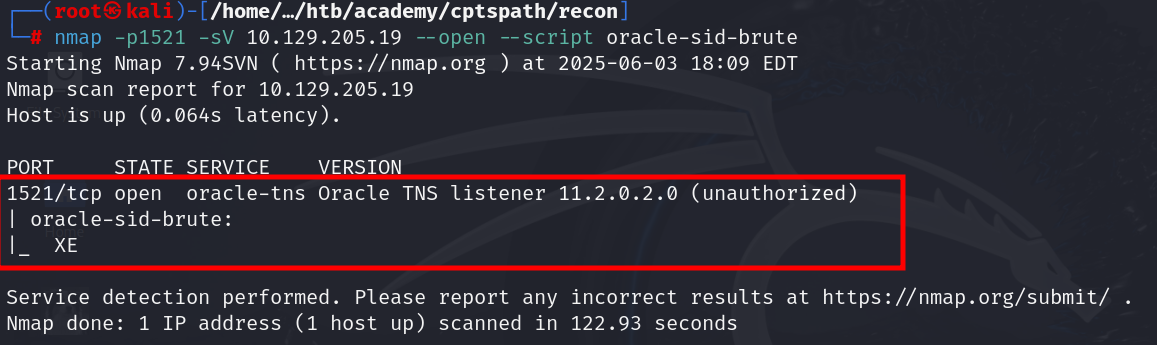 ┌──(root㉿kali)-[/home/…/htb/academy/cptspath/recon]
└─# nmap -p1521 -sV 10.129.205.19 --open --script oracle-sid-brute
Starting Nmap 7.94SVN ( https://nmap.org ) at 2025-06-03 18:09 EDT
Nmap scan report for 10.129.205.19
Host is up (0.064s latency).

PORT     STATE SERVICE    VERSION
1521/tcp open  oracle-tns Oracle TNS listener 11.2.0.2.0 (unauthorized)
| oracle-sid-brute:
|_  XE

Service detection performed. Please report any incorrect results at https://nmap.org/submit/ .
Nmap done: 1 IP address (1 host up) scanned in 122.93 seconds